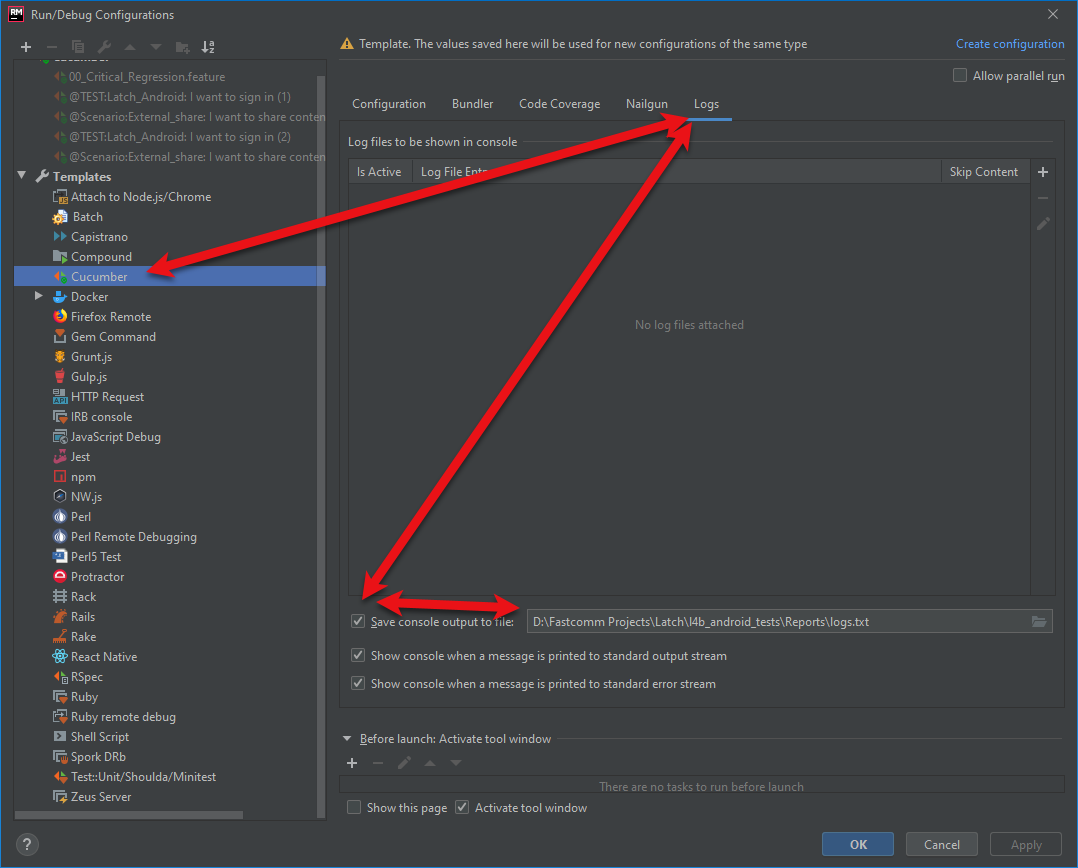 RM Run/Debug Configurations
Template. The values saved here will be used for new configurations of the same type
Create configuration
Allow parallel run
00_Critical_Regression.feature
@TEST:Latch_Android: I want to sign in (1)
@Scenario:External_share: I want to share conten
@TEST:Latch_Android: I want to sign in (2)
@Scenario:External_share: I want to share conten
Templates
Attach to Node.js/Chrome
Batch
Capistrano
Compound
Cucumber
Docker
Firefox Remote
Gem Command
Grunt.js
Gulp.js
HTTP Request
IRB console
JavaScript Debug
Jest
npm
NW.js
Perl
Perl Remote Debugging
Perl5 Test
Protractor
Rack
Rails
Rake
React Native
RSpec
Ruby
Ruby remote debug
Shell Script
Spork DRb
Test::Unit/Shoulda/Minitest
Zeus Server
Configuration Bundler Code Coverage Nailgun Logs
Log files to be shown in console
Is Active Log File Entry Skip Content
No log files attached
Save console output to file: D:\Fastcomm Projects\Latch\l4b_android_tests\Reports\logs.txt
Show console when a message is printed to standard output stream
Show console when a message is printed to standard error stream
Before launch: Activate tool window
There are no tasks to run before launch
Show this page Activate tool window
? OK Cancel Apply